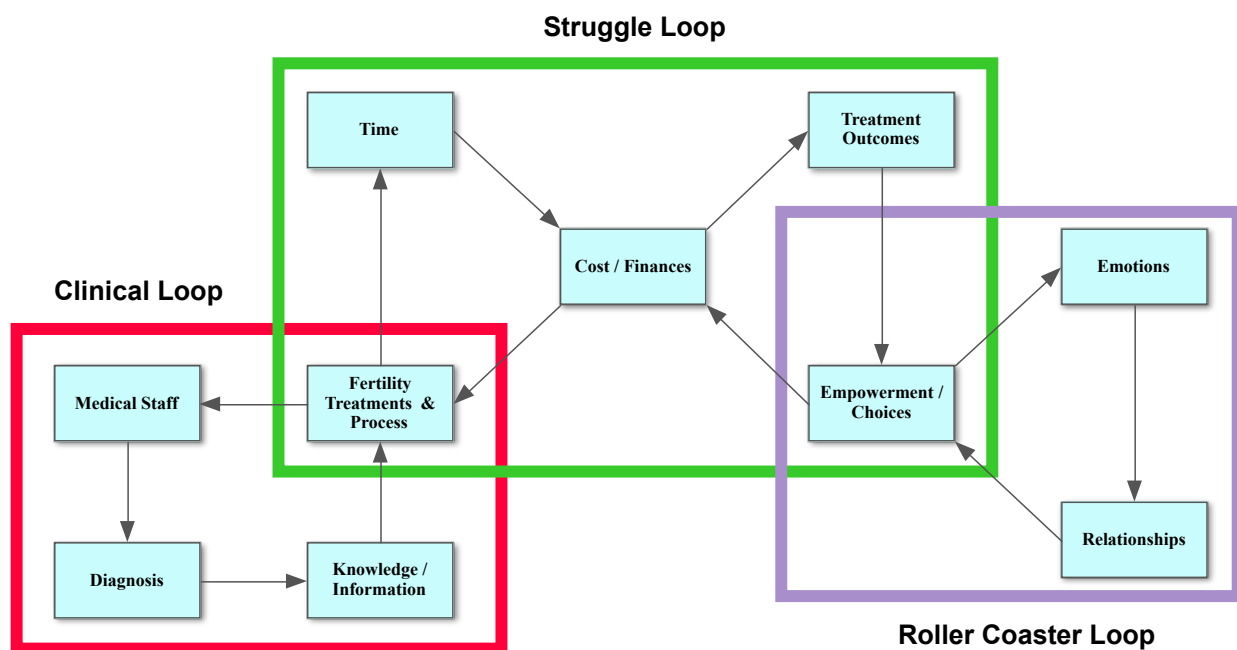 Struggle Loop
Time
Treatment
Outcomes
Cost / Finances
Emotions
Clinical Loop
Medical Staff
Fertility
Treatments &
Process
Empowerment /
Choices
Relationships
Diagnosis
Knowledge /
Information
Roller Coaster Loop